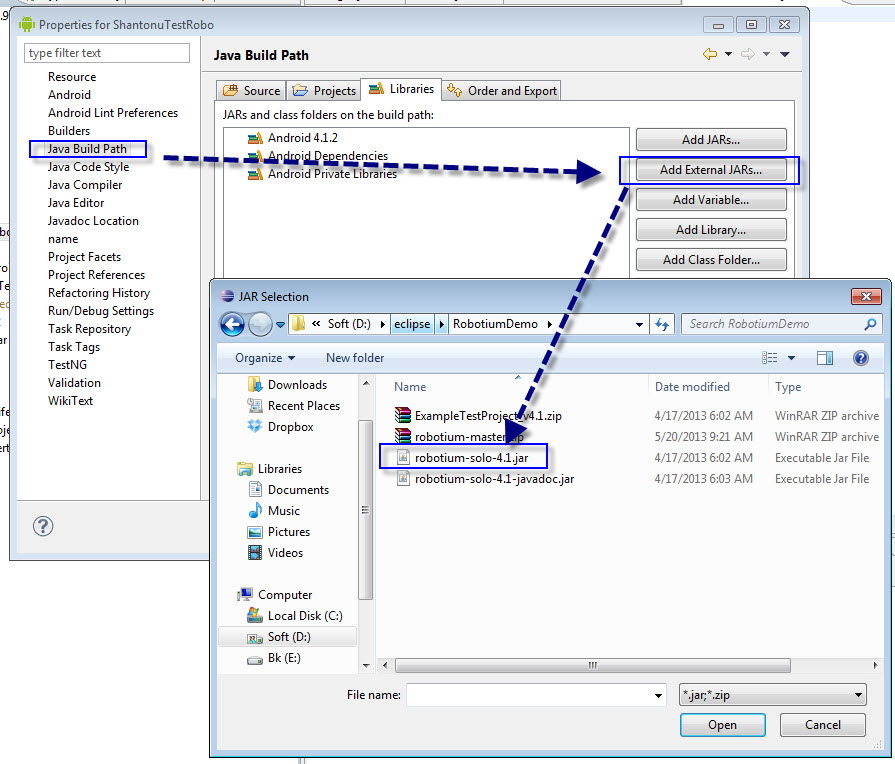 Properties for ShantonuTestRobo
type filter text
Resource
Android
Android Lint Preferences
Builders
Java Build Path
Java Code Style
Java Compiler
Java Editor
Javadoc Location
name
Project Facets
Project References
Refactoring History
Run/Debug Settings
Task Repository
Task Tags
TestNG
Validation
WikiText
Java Build Path
Source Projects Libraries Order and Export
JARs and class folders on the build path:
Android 4.1.2
Android Dependencies
Android Private Libraries
Add JARs...
Add External JARs...
Add Variable...
Add Library...
Add Class Folder...
JAR Selection
« Soft (D:) eclipse RobotiumDemo
Search RobotiumDemo
Organize New folder
Downloads
Recent Places
Dropbox
Libraries
Documents
Music
Pictures
Videos
Computer
Local Disk (C:)
Soft (D:)
Bk (E:)
Name Date modified Type
ExampleTestProject_v4.1.zip 4/17/2013 6:02 AM WinRAR ZIP archive
robotium-master.zip 5/20/2013 9:21 AM WinRAR ZIP archive
robotium-solo-4.1.jar 4/17/2013 6:02 AM Executable Jar File
robotium-solo-4.1-javadoc.jar 4/17/2013 6:03 AM Executable Jar File
File name:
*.jar;*.zip
Open Cancel